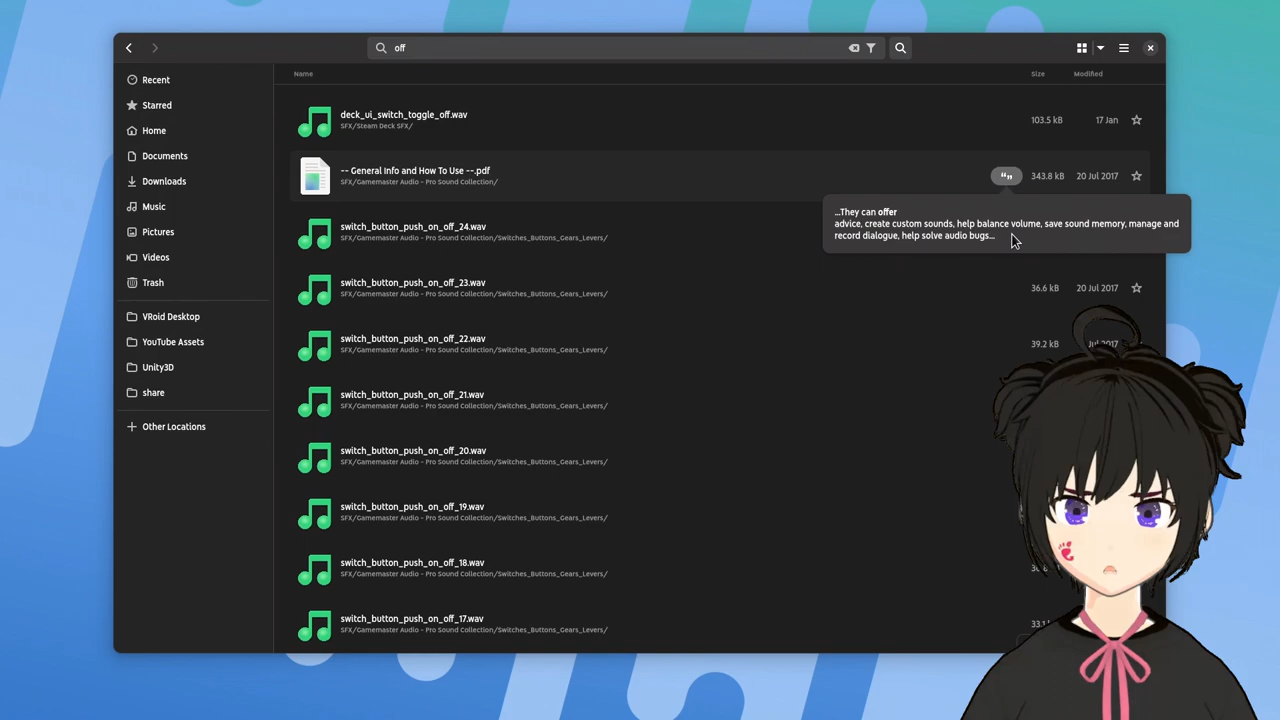 off
Recent
Starred
Home
Documents
Downloads
Music
Pictures
Videos
Trash
VRoid Desktop
YouTube Assets
Unity3D
share
Other Locations
Name
Size
Modified
deck_ui_switch_toggle_off.wav
SFX/Steam Deck SFX/
103.5 kB
17 Jan
-- General Info and How To Use --.pdf
SFX/Gamemaster Audio - Pro Sound Collection/
343.8 kB
20 Jul 2017
...They can offer
advice, create custom sounds, help balance volume, save sound memory, manage and
record dialogue, help solve audio bugs...
switch_button_push_on_off_24.wav
SFX/Gamemaster Audio - Pro Sound Collection/Switches_Buttons_Gears_Levers/
switch_button_push_on_off_23.wav
SFX/Gamemaster Audio - Pro Sound Collection/Switches_Buttons_Gears_Levers/
36.6 kB
20 Jul 2017
switch_button_push_on_off_22.wav
SFX/Gamemaster Audio - Pro Sound Collection/Switches_Buttons_Gears_Levers/
39.2 kB
Jul 2017
switch_button_push_on_off_21.wav
SFX/Gamemaster Audio - Pro Sound Collection/Switches_Buttons_Gears_Levers/
switch_button_push_on_off_20.wav
SFX/Gamemaster Audio - Pro Sound Collection/Switches_Buttons_Gears_Levers/
switch_button_push_on_off_19.wav
SFX/Gamemaster Audio - Pro Sound Collection/Switches_Buttons_Gears_Levers/
switch_button_push_on_off_18.wav
SFX/Gamemaster Audio - Pro Sound Collection/Switches_Buttons_Gears_Levers/
switch_button_push_on_off_17.wav
SFX/Gamemaster Audio - Pro Sound Collection/Switches_Buttons_Gears_Levers/
33.1